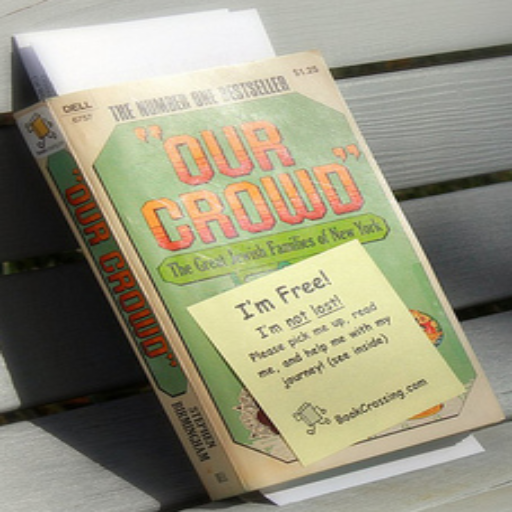 DELL
6757
THE NUMBER ONE BESTSELLER
$1.25
"OUR
CROWD"
The Great Jewish Families of New York
I'm Free!
I'm not lost!
Please pick me up, read
me, and help me with my
journey! (see inside)
BookCrossing.com
"OUR CROWD"
STEPHEN
BIRMINGHAM